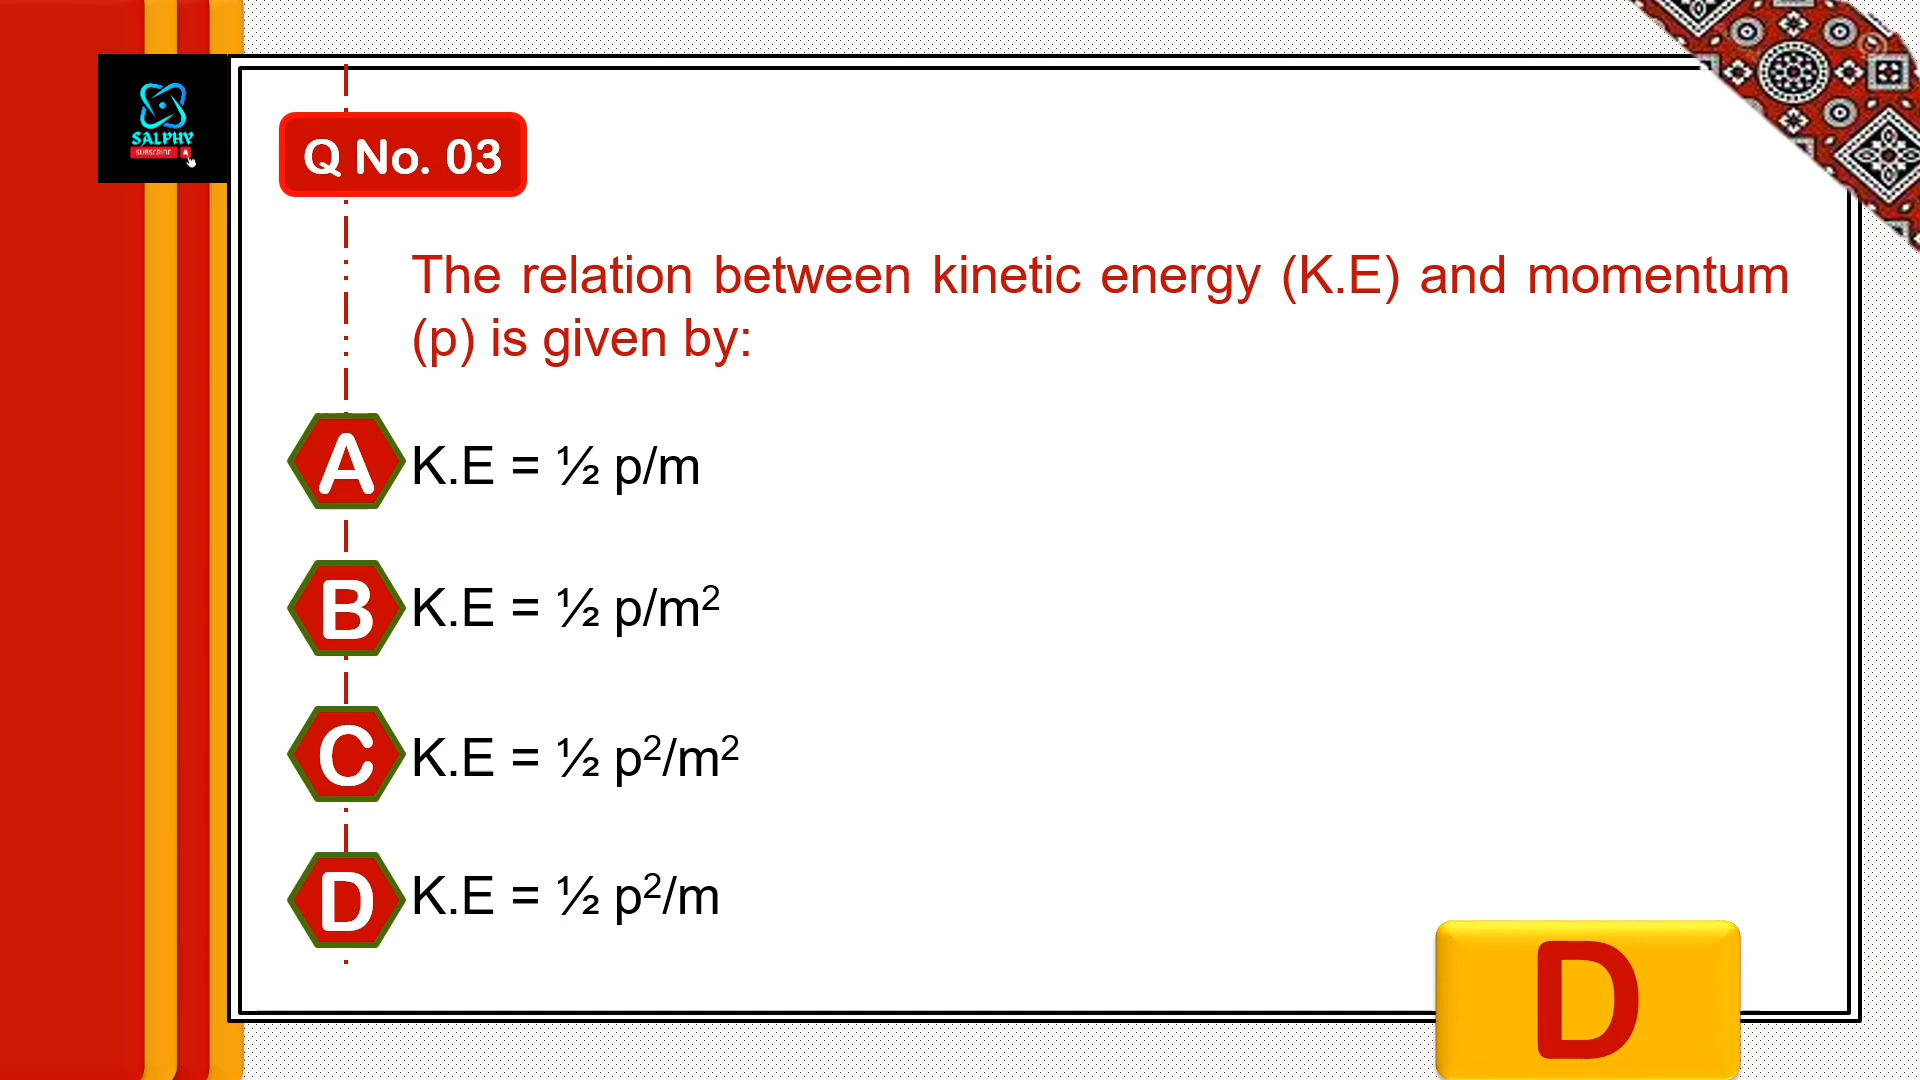 SALPHY
SUBSCRIBE
Q No. 03
The relation between kinetic energy (K.E) and momentum
(p) is given by:
A K.E = ½ p/m
B K.E = ½ p/m²
C K.E = ½ p²/m²
D K.E = ½ p²/m
D